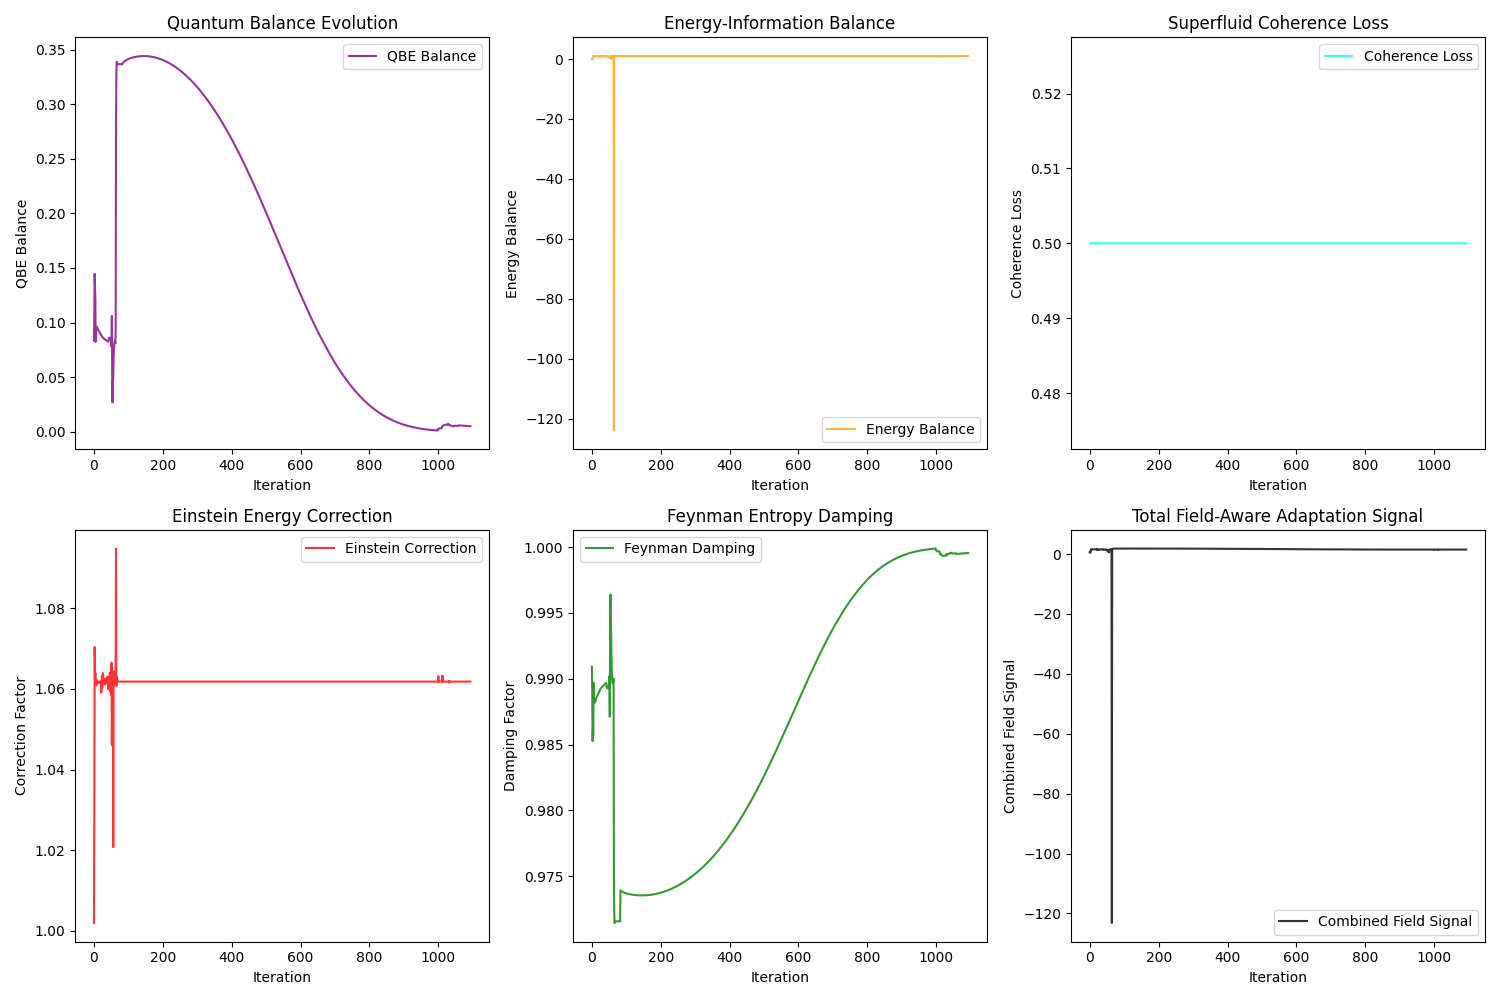 Quantum Balance Evolution
QBE Balance
0.35
0.30
0.25
0.20
0.15
0.10
0.05
0.00
QBE Balance
0 200 400 600 800 1000
Iteration
Energy-Information Balance
0
−20
−40
−60
−80
−100
−120
Energy Balance
Energy Balance
0 200 400 600 800 1000
Iteration
Superfluid Coherence Loss
Coherence Loss
0.52
0.51
0.50
0.49
0.48
Coherence Loss
0 200 400 600 800 1000
Iteration
Einstein Energy Correction
Einstein Correction
1.08
1.06
1.04
1.02
1.00
Correction Factor
0 200 400 600 800 1000
Iteration
Feynman Entropy Damping
Feynman Damping
1.000
0.995
0.990
0.985
0.980
0.975
Damping Factor
0 200 400 600 800 1000
Iteration
Total Field-Aware Adaptation Signal
0
−20
−40
−60
−80
−100
−120
Combined Field Signal
Combined Field Signal
0 200 400 600 800 1000
Iteration